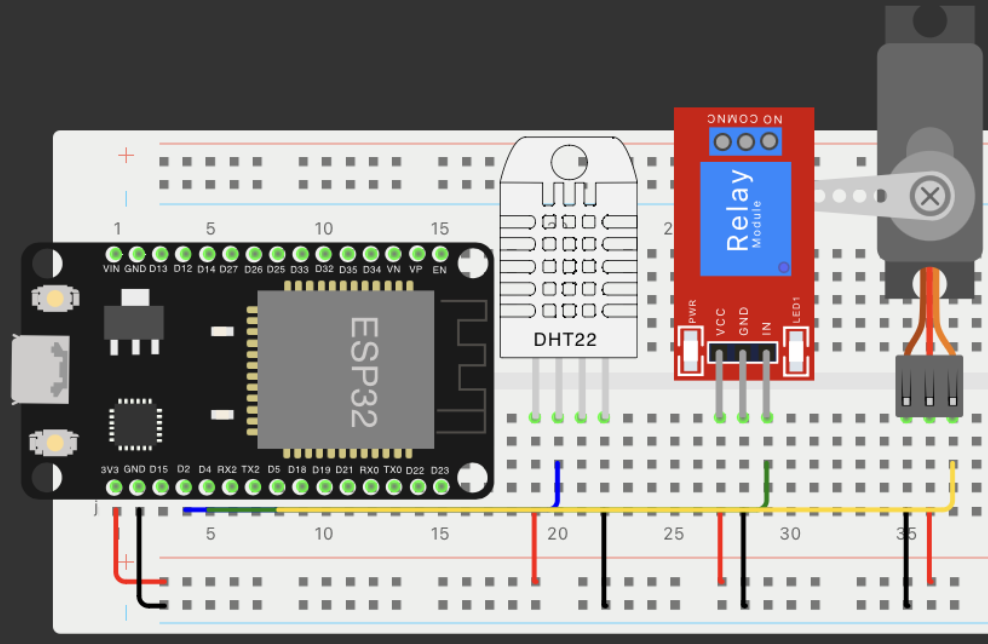 NO COMNC
Relay
Module
PWR
LED1
VCC
GND
IN
+
1
5
10
15
2
VIN GND D13 D12 D14 D27 D26 D25 D33 D32 D35 D34 VN VP EN
ESP32
DHT22
3V3 GND D15 D2 D4 RX2 TX2 D5 D18 D19 D21 RX0 TX0 D22 D23
j
5
10
15
20
25
30
35
+